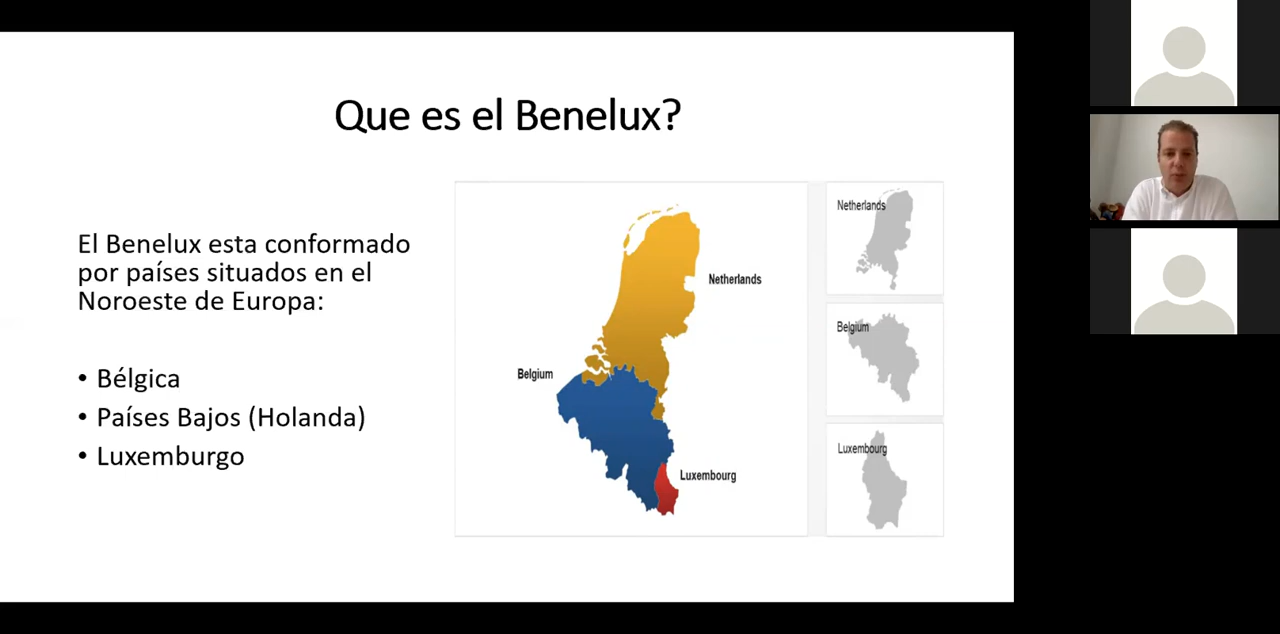 Que es el Benelux?
El Benelux esta conformado
por países situados en el
Noroeste de Europa:
• Bélgica
• Países Bajos (Holanda)
• Luxemburgo
Netherlands
Belgium
Luxembourg
Netherlands
Belgium
Luxembourg